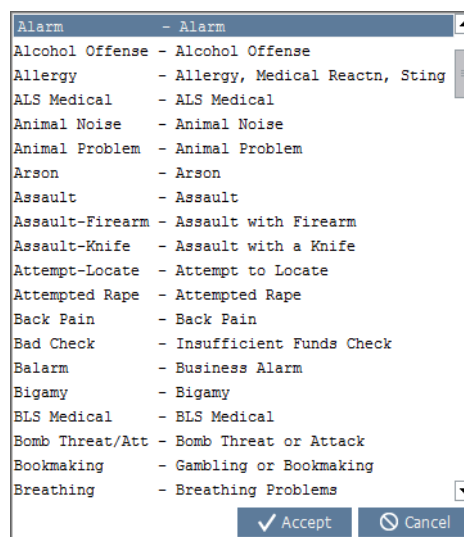 Alarm - Alarm
Alcohol Offense - Alcohol Offense
Allergy - Allergy, Medical Reactn, Sting
ALS Medical - ALS Medical
Animal Noise - Animal Noise
Animal Problem - Animal Problem
Arson - Arson
Assault - Assault
Assault-Firearm - Assault with Firearm
Assault-Knife - Assault with a Knife
Attempt-Locate - Attempt to Locate
Attempted Rape - Attempted Rape
Back Pain - Back Pain
Bad Check - Insufficient Funds Check
Balarm - Business Alarm
Bigamy - Bigamy
BLS Medical - BLS Medical
Bomb Threat/Att - Bomb Threat or Attack
Bookmaking - Gambling or Bookmaking
Breathing - Breathing Problems
Accept Cancel